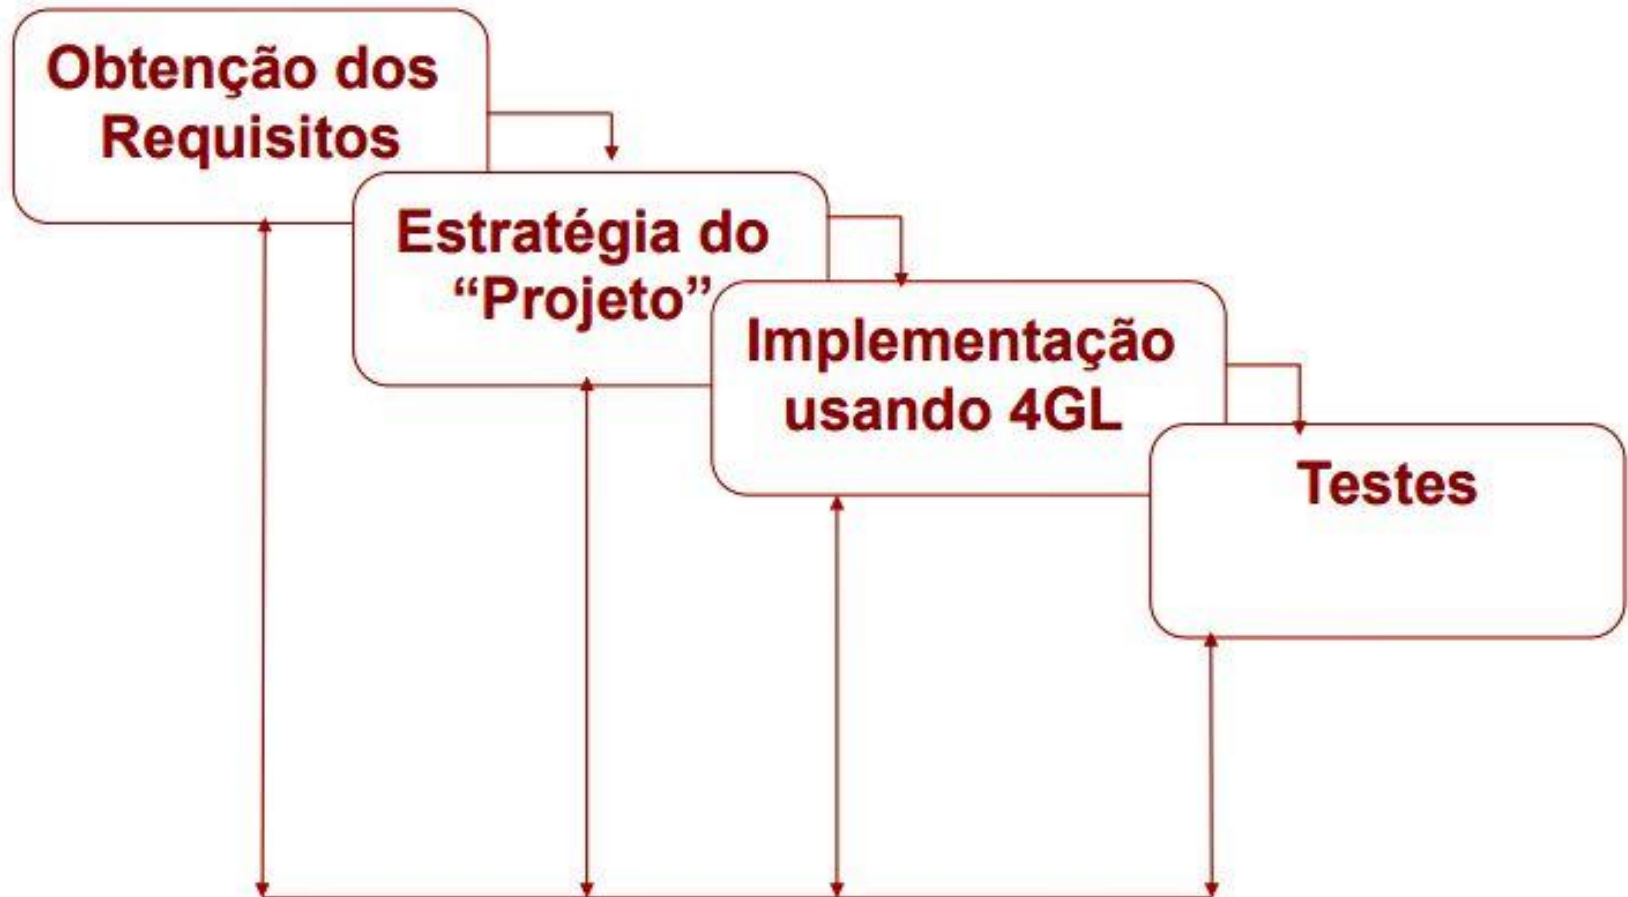 Obtenção dos
Requisitos
Estratégia do
“Projeto”
Implementação
usando 4GL
Testes